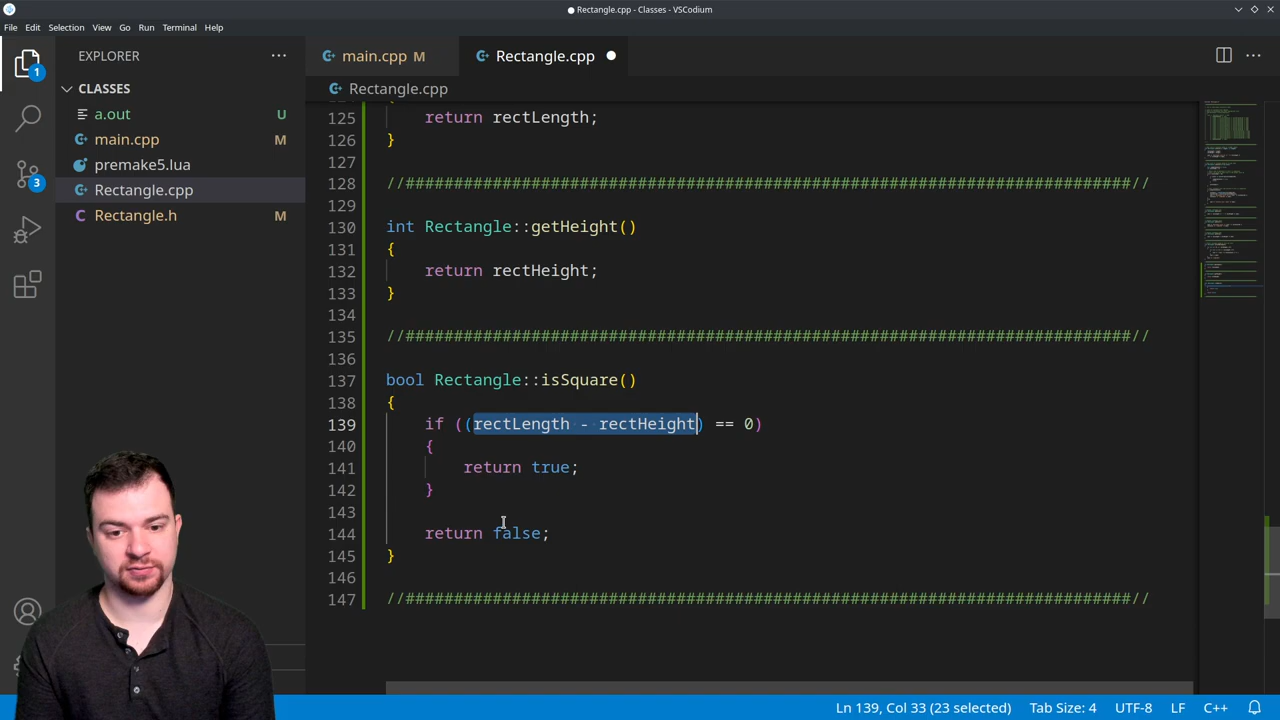 ● Rectangle.cpp - Classes - VSCodium
File Edit Selection View Go Run Terminal Help
EXPLORER
CLASSES
a.out U
main.cpp M
premake5.lua
Rectangle.cpp
Rectangle.h M
1
3
main.cpp M
Rectangle.cpp ●
Rectangle.cpp
125 return rectLength;
126 }
127
128 //###########################################################################//
129
130 int Rectangle::getHeight()
131 {
132 return rectHeight;
133 }
134
135 //###########################################################################//
136
137 bool Rectangle::isSquare()
138 {
139 if ((rectLength - rectHeight) == 0)
140 {
141 return true;
142 }
143
144 return false;
145 }
146
147 //###########################################################################//
Ln 139, Col 33 (23 selected) Tab Size: 4 UTF-8 LF C++